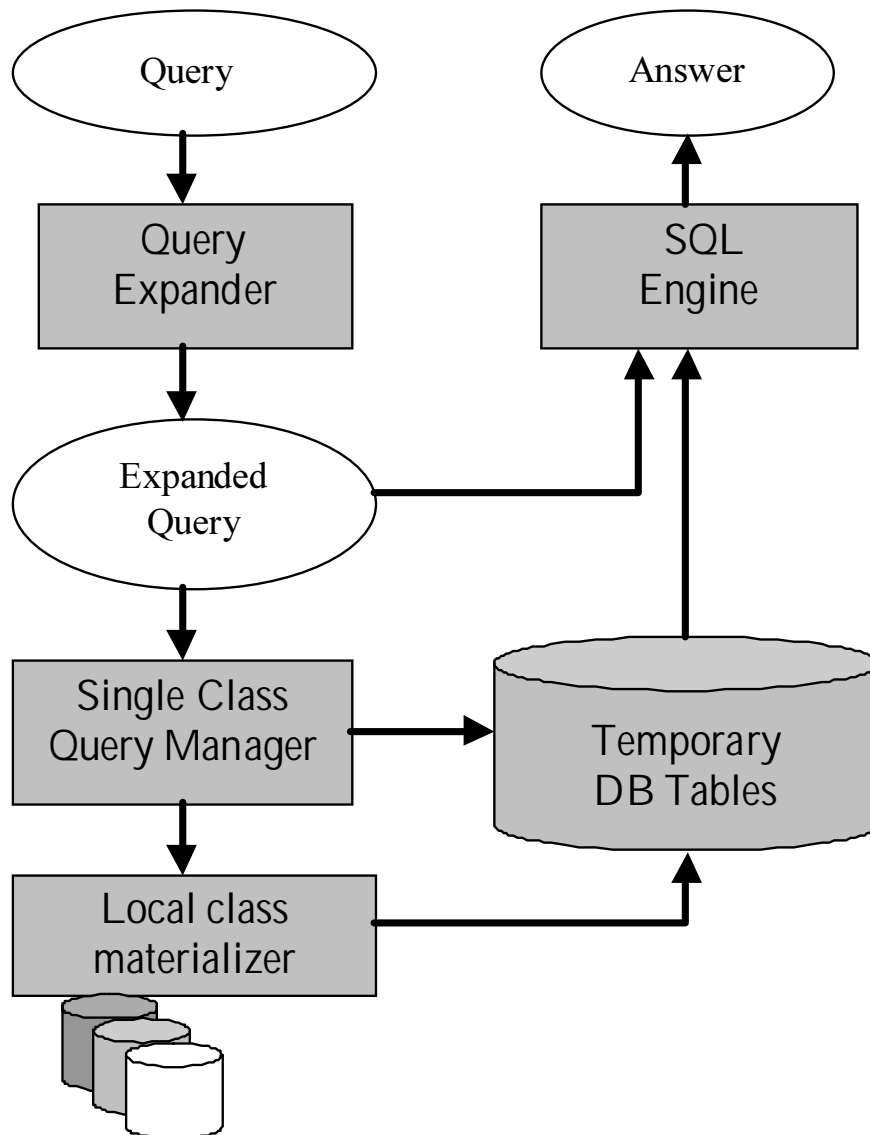 Query
Answer
Query
Expander
SQL
Engine
Expanded
Query
Single Class
Query Manager
Temporary
DB Tables
Local class
materializer